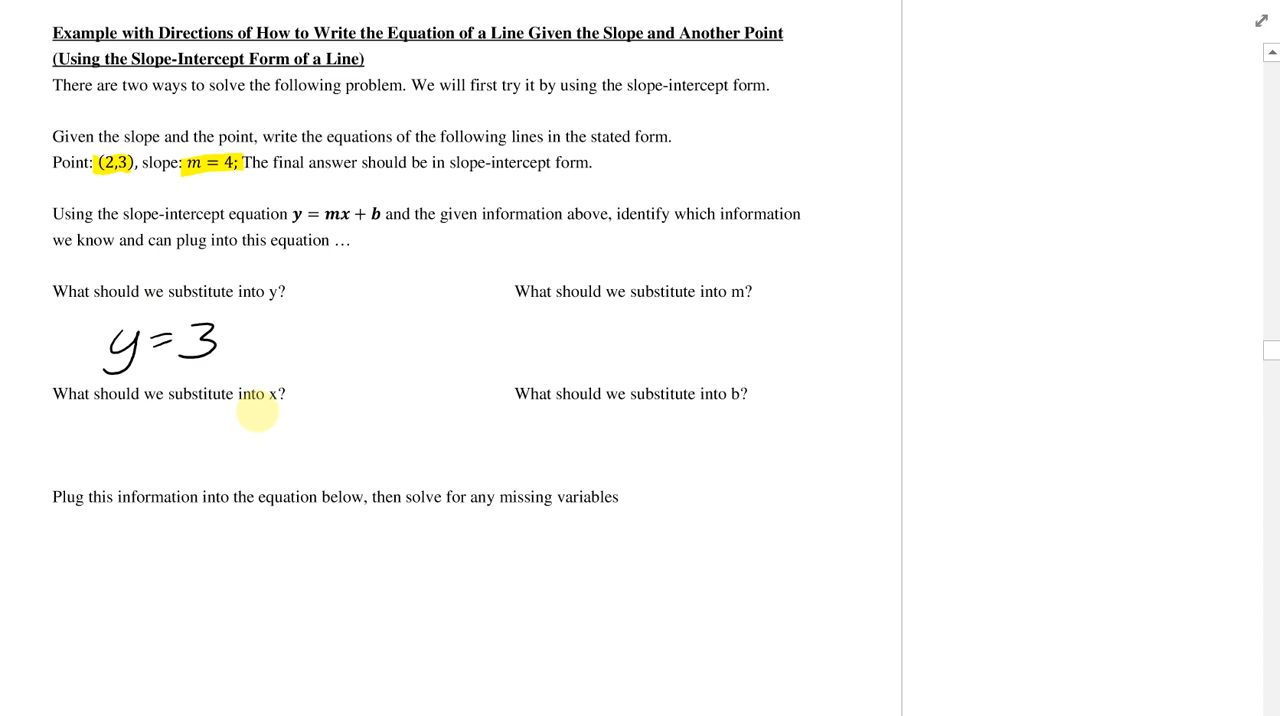 Example with Directions of How to Write the Equation of a Line Given the Slope and Another Point
(Using the Slope-Intercept Form of a Line)
There are two ways to solve the following problem. We will first try it by using the slope-intercept form.
Given the slope and the point, write the equations of the following lines in the stated form.
Point: (2,3), slope: m = 4; The final answer should be in slope-intercept form.
Using the slope-intercept equation y = mx + b and the given information above, identify which information
we know and can plug into this equation …
What should we substitute into y?
What should we substitute into m?
y = 3
What should we substitute into x?
What should we substitute into b?
Plug this information into the equation below, then solve for any missing variables